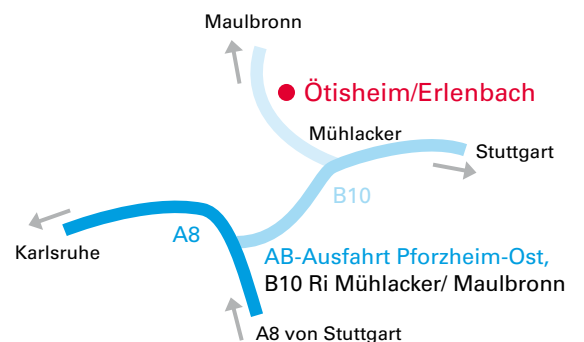 Maulbronn
Ötisheim/Erlenbach
Mühlacker
Stuttgart
B10
A8
Karlsruhe
AB-Ausfahrt Pforzheim-Ost,
B10 Ri Mühlacker/ Maulbronn
A8 von Stuttgart